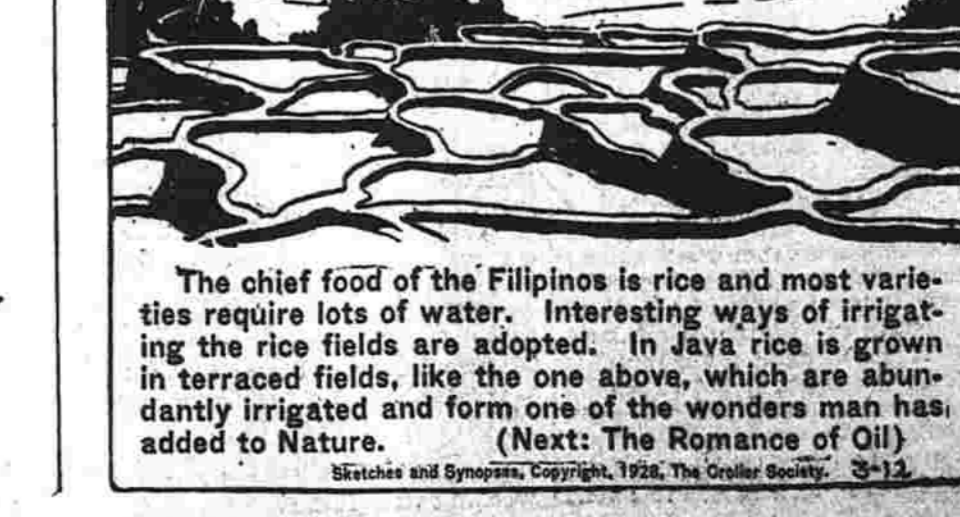 The chief food of the Filipinos is rice and most varie-
ties require lots of water. Interesting ways of irrigat-
ing the rice fields are adopted. In Java rice is grown
in terraced fields, like the one above, which are abun-
dantly irrigated and form one of the wonders man has
added to Nature. (Next: The Romance of Oil)
Sketches and Synopses, Copyright, 1928, The Grolier Society. 3-12